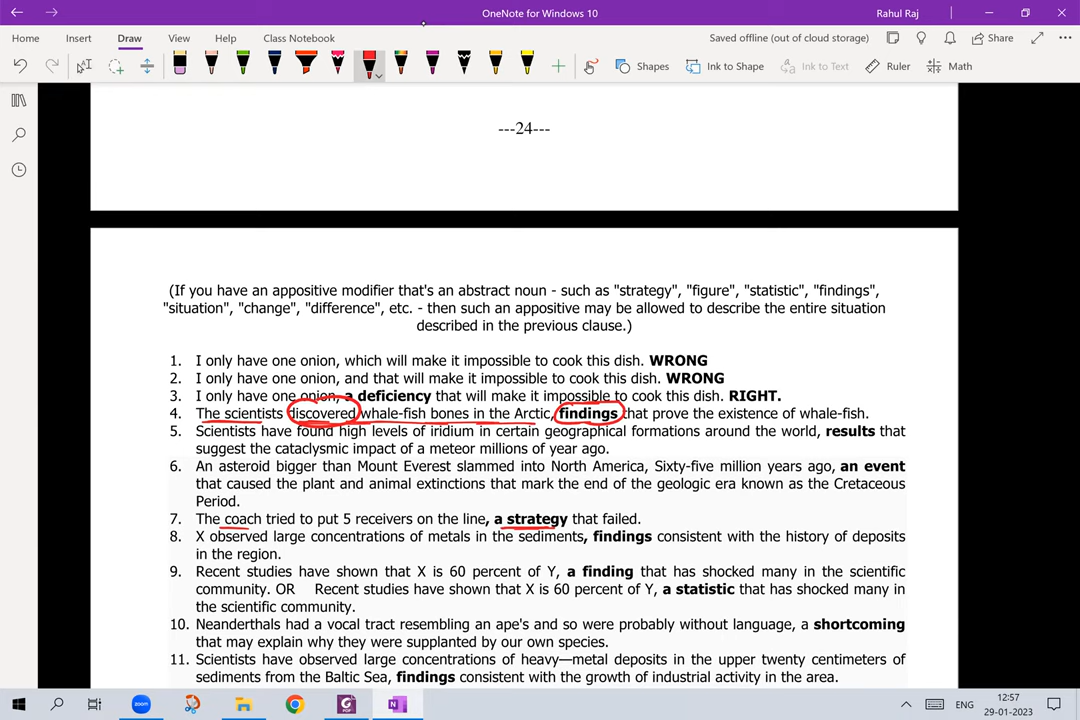 OneNote for Windows 10
Rahul Raj
Home Insert Draw View Help Class Notebook
Saved offline (out of cloud storage)
Share
Shapes
Ink to Shape
Ink to Text
Ruler
Math
---24---
(If you have an appositive modifier that's an abstract noun - such as "strategy", "figure", "statistic", "findings",
"situation", "change", "difference", etc. - then such an appositive may be allowed to describe the entire situation
described in the previous clause.)
1. I only have one onion, which will make it impossible to cook this dish. WRONG
2. I only have one onion, and that will make it impossible to cook this dish. WRONG
3. I only have one onion, a deficiency that will make it impossible to cook this dish. RIGHT.
4. The scientists discovered whale-fish bones in the Arctic, findings that prove the existence of whale-fish.
5. Scientists have found high levels of iridium in certain geographical formations around the world, results that
suggest the cataclysmic impact of a meteor millions of year ago.
6. An asteroid bigger than Mount Everest slammed into North America, Sixty-five million years ago, an event
that caused the plant and animal extinctions that mark the end of the geologic era known as the Cretaceous
Period.
7. The coach tried to put 5 receivers on the line, a strategy that failed.
8. X observed large concentrations of metals in the sediments, findings consistent with the history of deposits
in the region.
9. Recent studies have shown that X is 60 percent of Y, a finding that has shocked many in the scientific
community. OR Recent studies have shown that X is 60 percent of Y, a statistic that has shocked many in
the scientific community.
10. Neanderthals had a vocal tract resembling an ape's and so were probably without language, a shortcoming
that may explain why they were supplanted by our own species.
11. Scientists have observed large concentrations of heavy—metal deposits in the upper twenty centimeters of
sediments from the Baltic Sea, findings consistent with the growth of industrial activity in the area.
zoom
ENG
12:57
29-01-2023